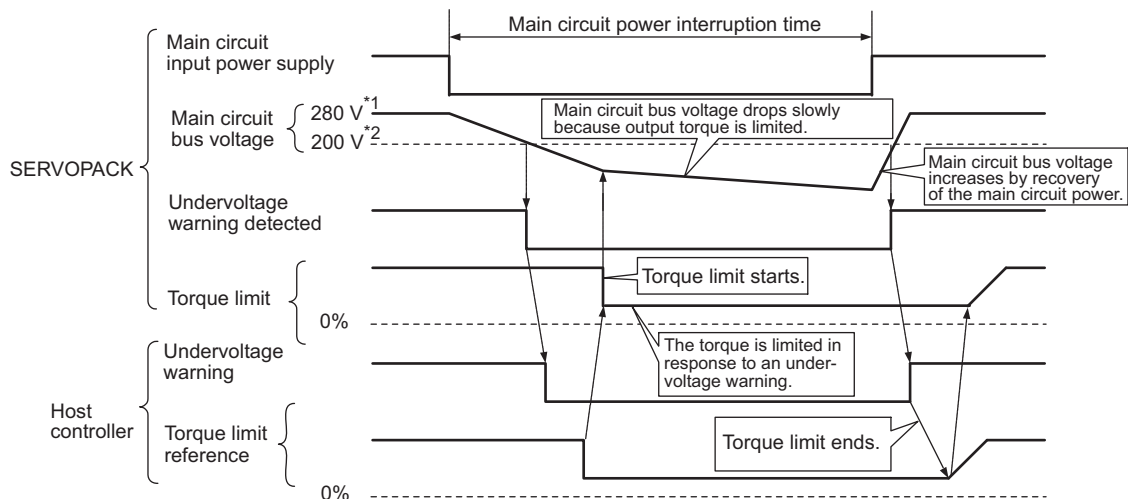 Main circuit power interruption time
Main circuit
input power supply
Main circuit
bus voltage
280 V*1
200 V*2
Main circuit bus voltage drops slowly
because output torque is limited.
Main circuit bus voltage
increases by recovery
of the main circuit power.
SERVOPACK
Undervoltage
warning detected
Torque limit starts.
Torque limit
0%
The torque is limited in
response to an under-
voltage warning.
Undervoltage
warning
Host
controller
Torque limit
reference
Torque limit ends.
0%